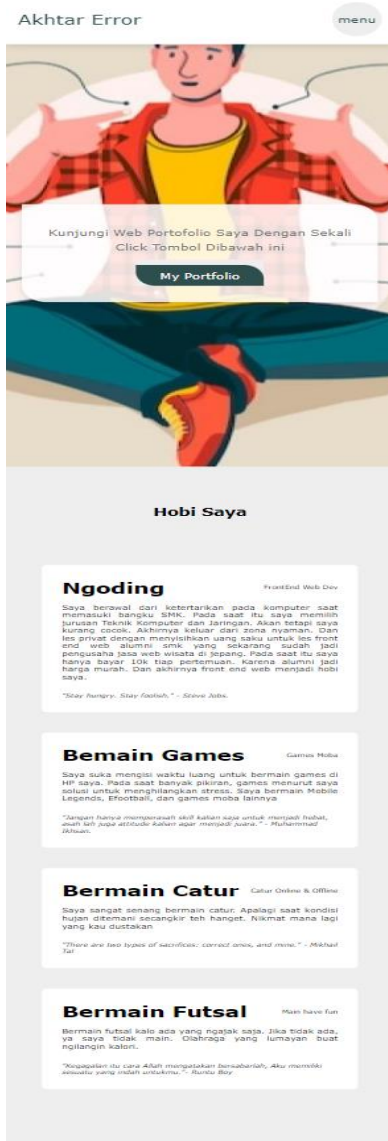 Akhtar Error
menu
Kunjungi Web Portofolio Saya Dengan Sekali
Click Tombol Dibawah ini
My Portfolio
Hobi Saya
Ngoding
FrontEnd Web Dev
Saya berawal dari ketertarikan pada komputer saat
memasuki bangku SMK. Pada saat itu saya memilih
jurusan Teknik Komputer dan Jaringan. Akan tetapi saya
kurang cocok. Akhirnya keluar dari zona nyaman. Dan
les privat dengan menyisihkan uang saku untuk les front
end web alumni smk yang sekarang sudah jadi
pengusaha jasa web wisata di jepang. Pada saat itu saya
hanya bayar 10k tiap pertemuan. Karena alumni jadi
harga murah. Dan akhirnya front end web menjadi hobi
saya.
"Stay hungry. Stay foolish." - Steve Jobs.
Bemain Games
Games Moba
Saya suka mengisi waktu luang untuk bermain games di
HP saya. Pada saat banyak pikiran, games menurut saya
solusi untuk menghilangkan stress. Saya bermain Mobile
Legends, Efootball, dan games moba lainnya
"Jangan hanya mengasah skill kalian saja untuk menjadi hebat,
asah lah juga attitude kalian agar menjadi juara." - Muhammad
Ikhsan.
Bermain Catur
Catur Online & Offline
Saya sangat senang bermain catur. Apalagi saat kondisi
hujan ditemani secangkir teh hanget. Nikmat mana lagi
yang kau dustakan
"There are two types of sacrifices: correct ones, and mine." - Mikhail
Tal
Bermain Futsal
Main have fun
Bermain futsal kalo ada yang ngajak saja. Jika tidak ada,
ya saya tidak main. Olahraga yang lumayan buat
ngilangin kalori.
"Kegagalan itu cara Allah mengatakan bersabarlah, Aku memiliki
sesuatu yang indah untukmu."- Runtu Boy